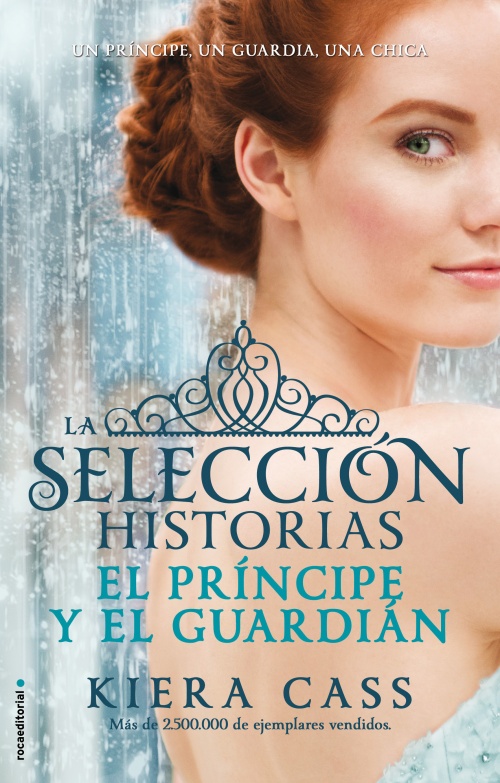 UN PRÍNCIPE, UN GUARDIA, UNA CHICA
LA
SELECCIÓN
HISTORIAS
EL PRÍNCIPE
Y EL GUARDIÁN
KIERA CASS
Más de 2.500.000 de ejemplares vendidos.
rocaeditorial